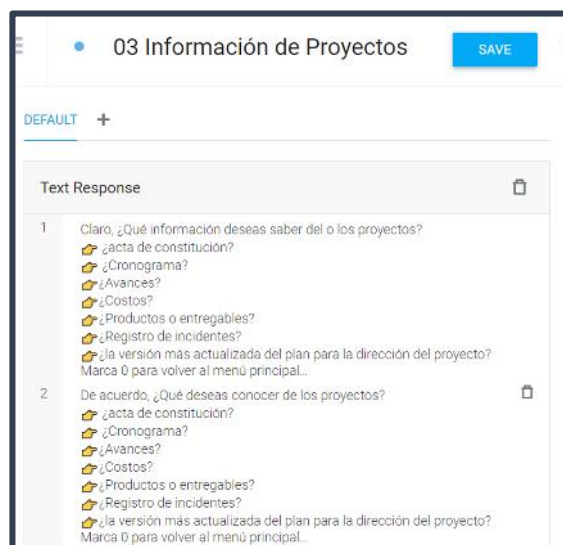 03 Información de Proyectos
SAVE
DEFAULT +
Text Response
1 Claro, ¿Qué información deseas saber del o los proyectos?
👉 ¿acta de constitución?
👉 ¿Cronograma?
👉¿Avances?
👉¿Costos?
👉¿Productos o entregables?
👉¿Registro de incidentes?
👉¿la versión más actualizada del plan para la dirección del proyecto?
Marca 0 para volver al menú principal...
2 De acuerdo, ¿Qué deseas conocer de los proyectos?
👉 ¿acta de constitución?
👉 ¿Cronograma?
👉¿Avances?
👉¿Costos?
👉¿Productos o entregables?
👉¿Registro de incidentes?
👉¿la versión más actualizada del plan para la dirección del proyecto?
Marca 0 para volver al menú principal...